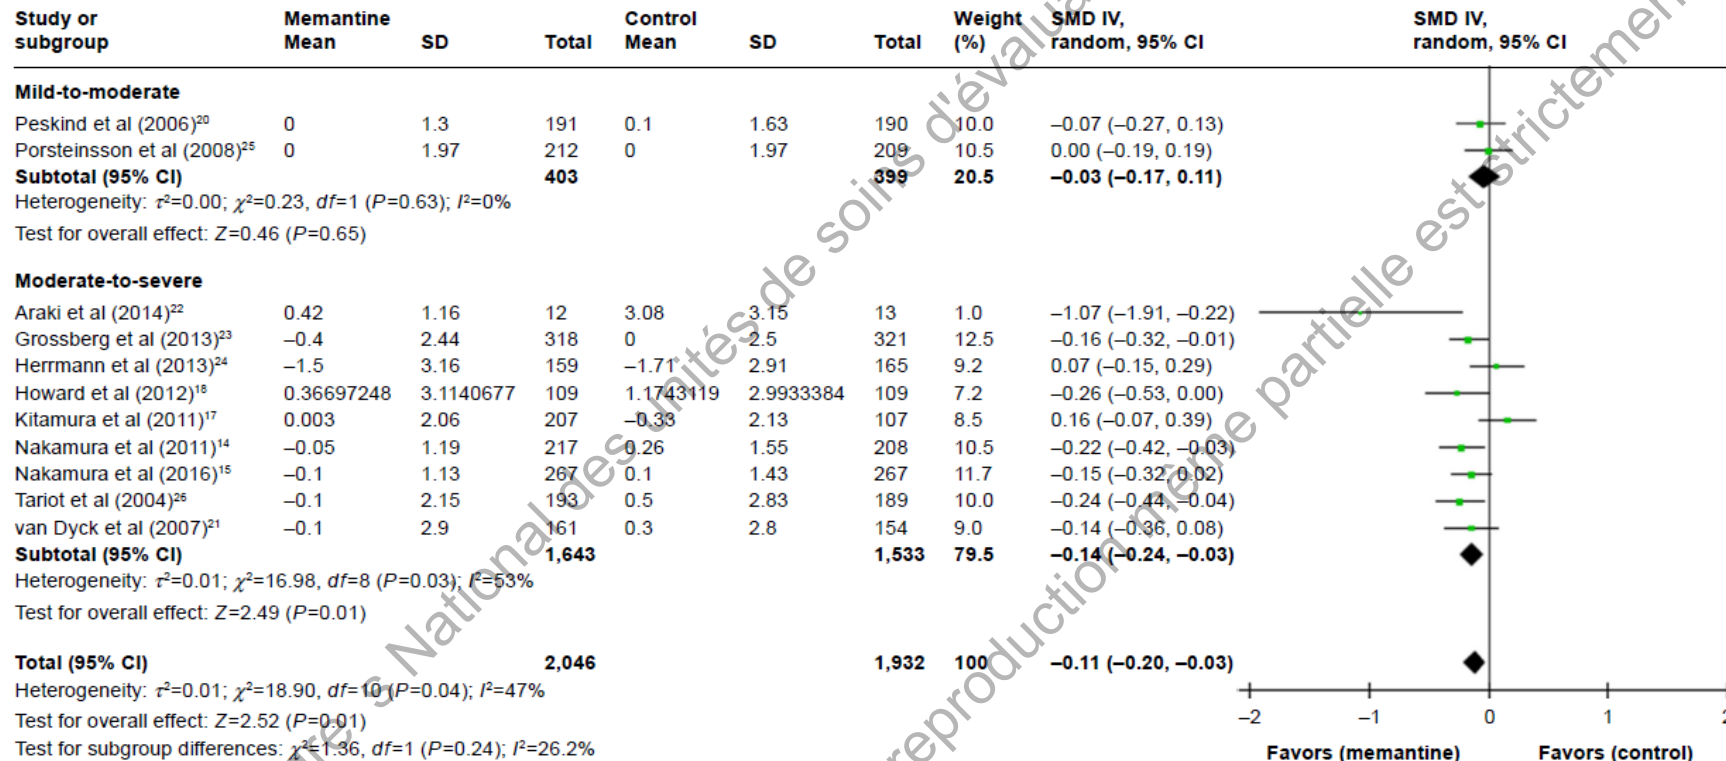 Study or subgroup Memantine Mean SD Total Control Mean SD Total Weight (%) SMD IV, random, 95% CI SMD IV, random, 95% CI
Mild-to-moderate
Peskind et al (2006)²⁰ 0 1.3 191 0.1 1.63 190 10.0 –0.07 (–0.27, 0.13)
Porsteinsson et al (2008)²⁵ 0 1.97 212 0 1.97 209 10.5 0.00 (–0.19, 0.19)
Subtotal (95% CI) 403 399 20.5 –0.03 (–0.17, 0.11)
Heterogeneity: τ²=0.00; χ²=0.23, df=1 (P=0.63); I²=0%
Test for overall effect: Z=0.46 (P=0.65)
Moderate-to-severe
Araki et al (2014)²² 0.42 1.16 12 3.08 3.15 13 1.0 –1.07 (–1.91, –0.22)
Grossberg et al (2013)²³ –0.4 2.44 318 0 2.5 321 12.5 –0.16 (–0.32, –0.01)
Herrmann et al (2013)²⁴ –1.5 3.16 159 –1.71 2.91 165 9.2 0.07 (–0.15, 0.29)
Howard et al (2012)¹⁸ 0.36697248 3.1140677 109 1.1743119 2.9933384 109 7.2 –0.26 (–0.53, 0.00)
Kitamura et al (2011)¹⁷ 0.003 2.06 207 –0.33 2.13 107 8.5 0.16 (–0.07, 0.39)
Nakamura et al (2011)¹⁴ –0.05 1.19 217 0.26 1.55 208 10.5 –0.22 (–0.42, –0.03)
Nakamura et al (2016)¹⁵ –0.1 1.13 267 0.1 1.43 267 11.7 –0.15 (–0.32, 0.02)
Tariot et al (2004)²⁶ –0.1 2.15 193 0.5 2.83 189 10.0 –0.24 (–0.44, –0.04)
van Dyck et al (2007)²¹ –0.1 2.9 161 0.3 2.8 154 9.0 –0.14 (–0.36, 0.08)
Subtotal (95% CI) 1,643 1,533 79.5 –0.14 (–0.24, –0.03)
Heterogeneity: τ²=0.01; χ²=16.98, df=8 (P=0.03); I²=53%
Test for overall effect: Z=2.49 (P=0.01)
Total (95% CI) 2,046 1,932 100 –0.11 (–0.20, –0.03)
Heterogeneity: τ²=0.01; χ²=18.90, df=10 (P=0.04); I²=47%
Test for overall effect: Z=2.52 (P=0.01)
Test for subgroup differences: χ²=1.36, df=1 (P=0.24); I²=26.2%
–2 –1 0 1 2
Favors (memantine) Favors (control)
s National des unités de soins d'évalua
reproduction même partielle est strictement